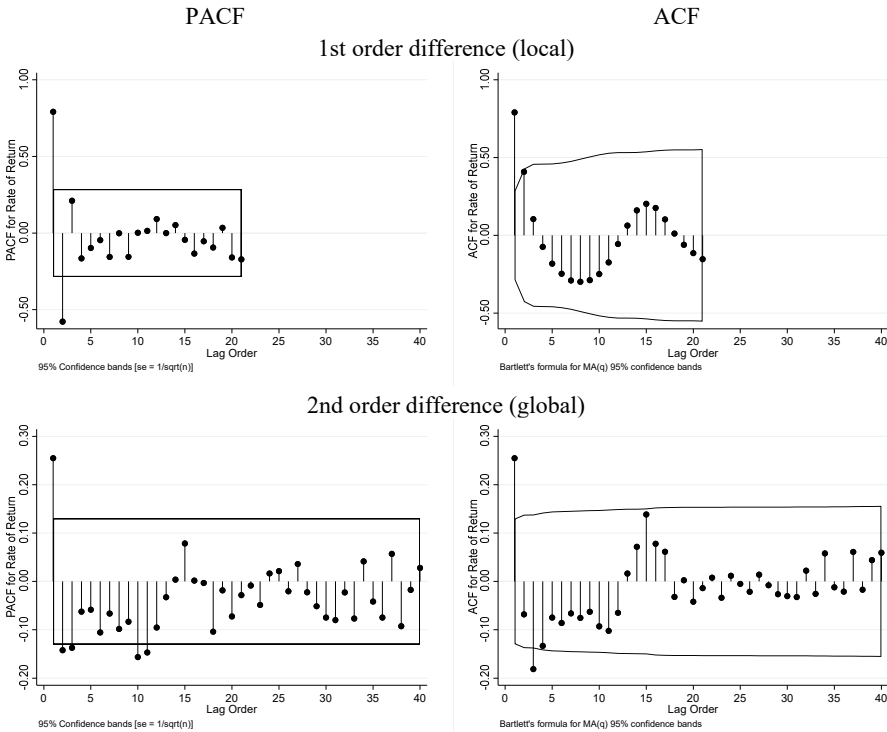 PACF
ACF
1st order difference (local)
PACF for Rate of Return
1.00
0.50
0.00
-0.50
0 5 10 15 20 25 30 35 40
Lag Order
95% Confidence bands [se = 1/sqrt(n)]
ACF for Rate of Return
1.00
0.50
0.00
-0.50
0 5 10 15 20 25 30 35 40
Lag Order
Bartlett's formula for MA(q) 95% confidence bands
2nd order difference (global)
PACF for Rate of Return
0.30
0.20
0.10
0.00
-0.10
-0.20
0 5 10 15 20 25 30 35 40
Lag Order
95% Confidence bands [se = 1/sqrt(n)]
ACF for Rate of Return
0.30
0.20
0.10
0.00
-0.10
-0.20
0 5 10 15 20 25 30 35 40
Lag Order
Bartlett's formula for MA(q) 95% confidence bands